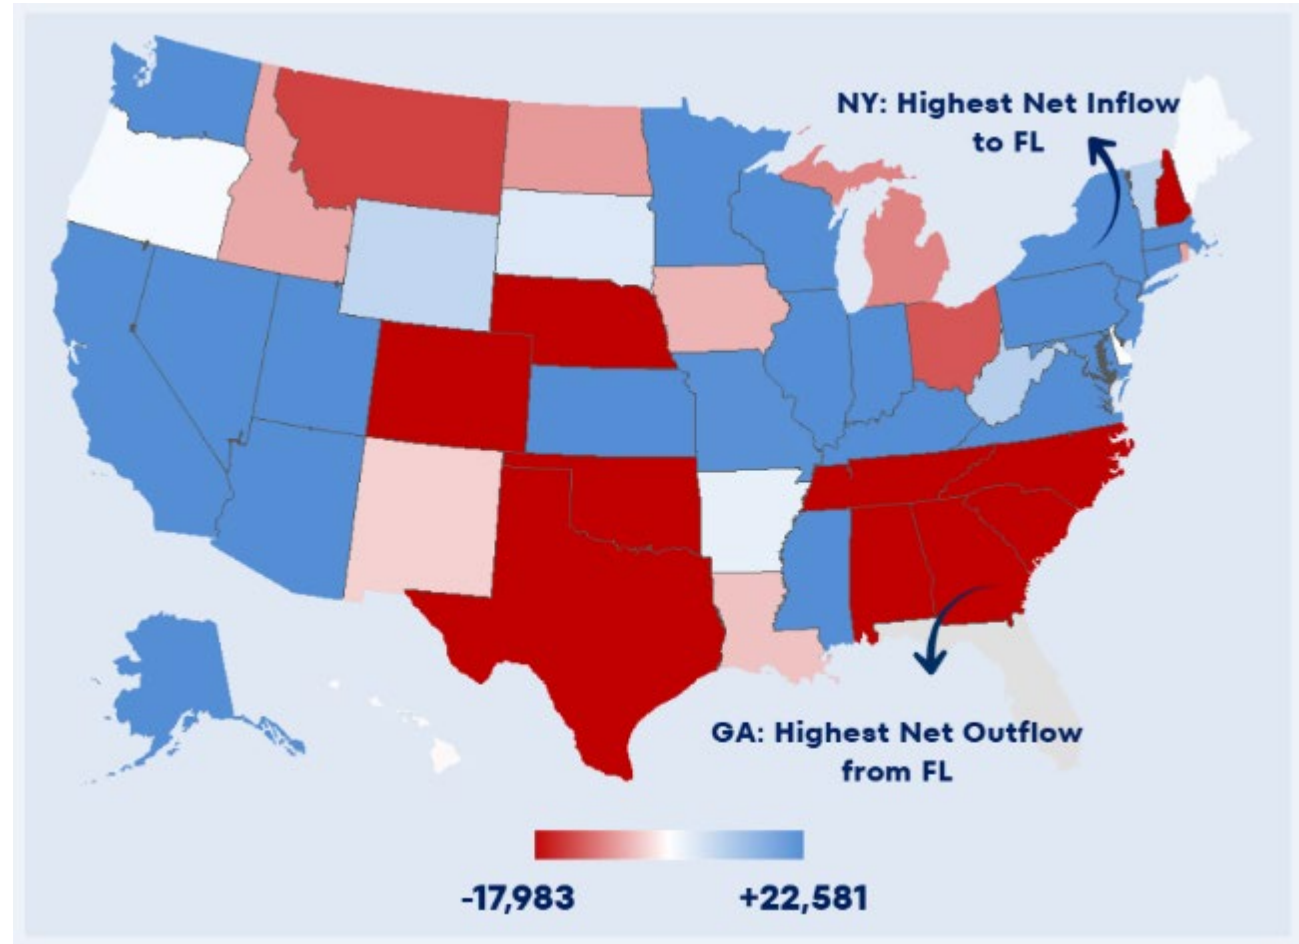 NY: Highest Net Inflow
to FL
GA: Highest Net Outflow
from FL
-17,983
+22,581